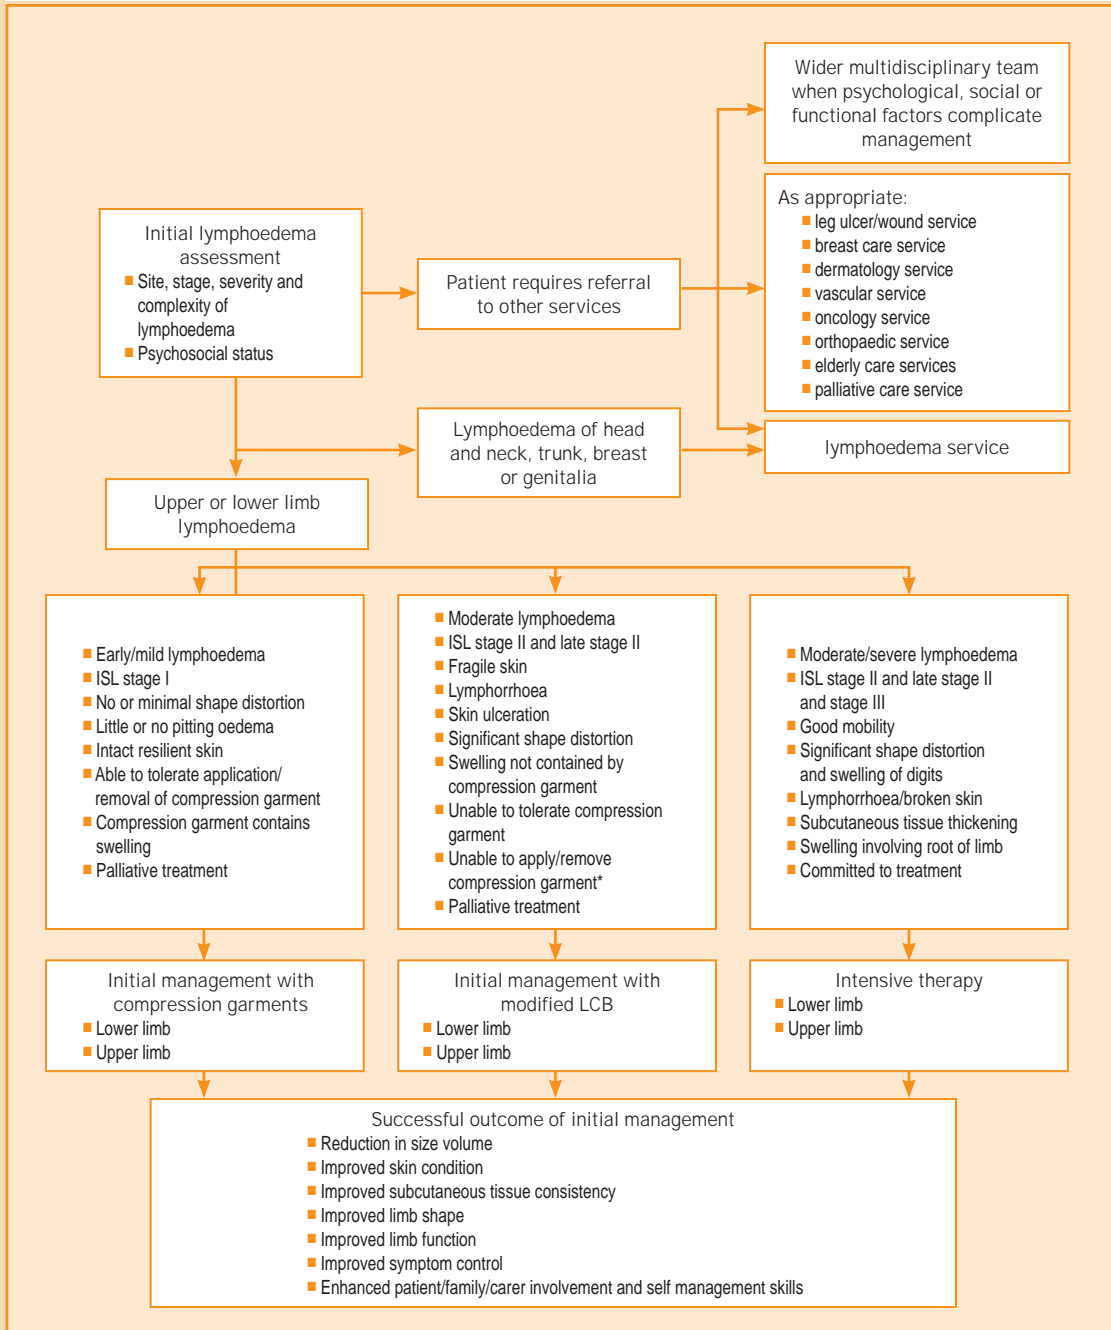 Wider multidisciplinary team
when psychological, social or
functional factors complicate
management
As appropriate:
leg ulcer/wound service
breast care service
dermatology service
vascular service
oncology service
orthopaedic service
elderly care services
palliative care service
Initial lymphoedema
assessment
Site, stage, severity and
complexity of
lymphoedema
Psychosocial status
Patient requires referral
to other services
Lymphoedema of head
and neck, trunk, breast
or genitalia
lymphoedema service
Upper or lower limb
lymphoedema
Early/mild lymphoedema
ISL stage I
No or minimal shape distortion
Little or no pitting oedema
Intact resilient skin
Able to tolerate application/
removal of compression garment
Compression garment contains
swelling
Palliative treatment
Moderate lymphoedema
ISL stage II and late stage II
Fragile skin
Lymphorrhoea
Skin ulceration
Significant shape distortion
Swelling not contained by
compression garment
Unable to tolerate compression
garment
Unable to apply/remove
compression garment*
Palliative treatment
Moderate/severe lymphoedema
ISL stage II and late stage II
and stage III
Good mobility
Significant shape distortion
and swelling of digits
Lymphorrhoea/broken skin
Subcutaneous tissue thickening
Swelling involving root of limb
Committed to treatment
Initial management with
compression garments
Lower limb
Upper limb
Initial management with
modified LCB
Lower limb
Upper limb
Intensive therapy
Lower limb
Upper limb
Successful outcome of initial management
Reduction in size volume
Improved skin condition
Improved subcutaneous tissue consistency
Improved limb shape
Improved limb function
Improved symptom control
Enhanced patient/family/carer involvement and self management skills